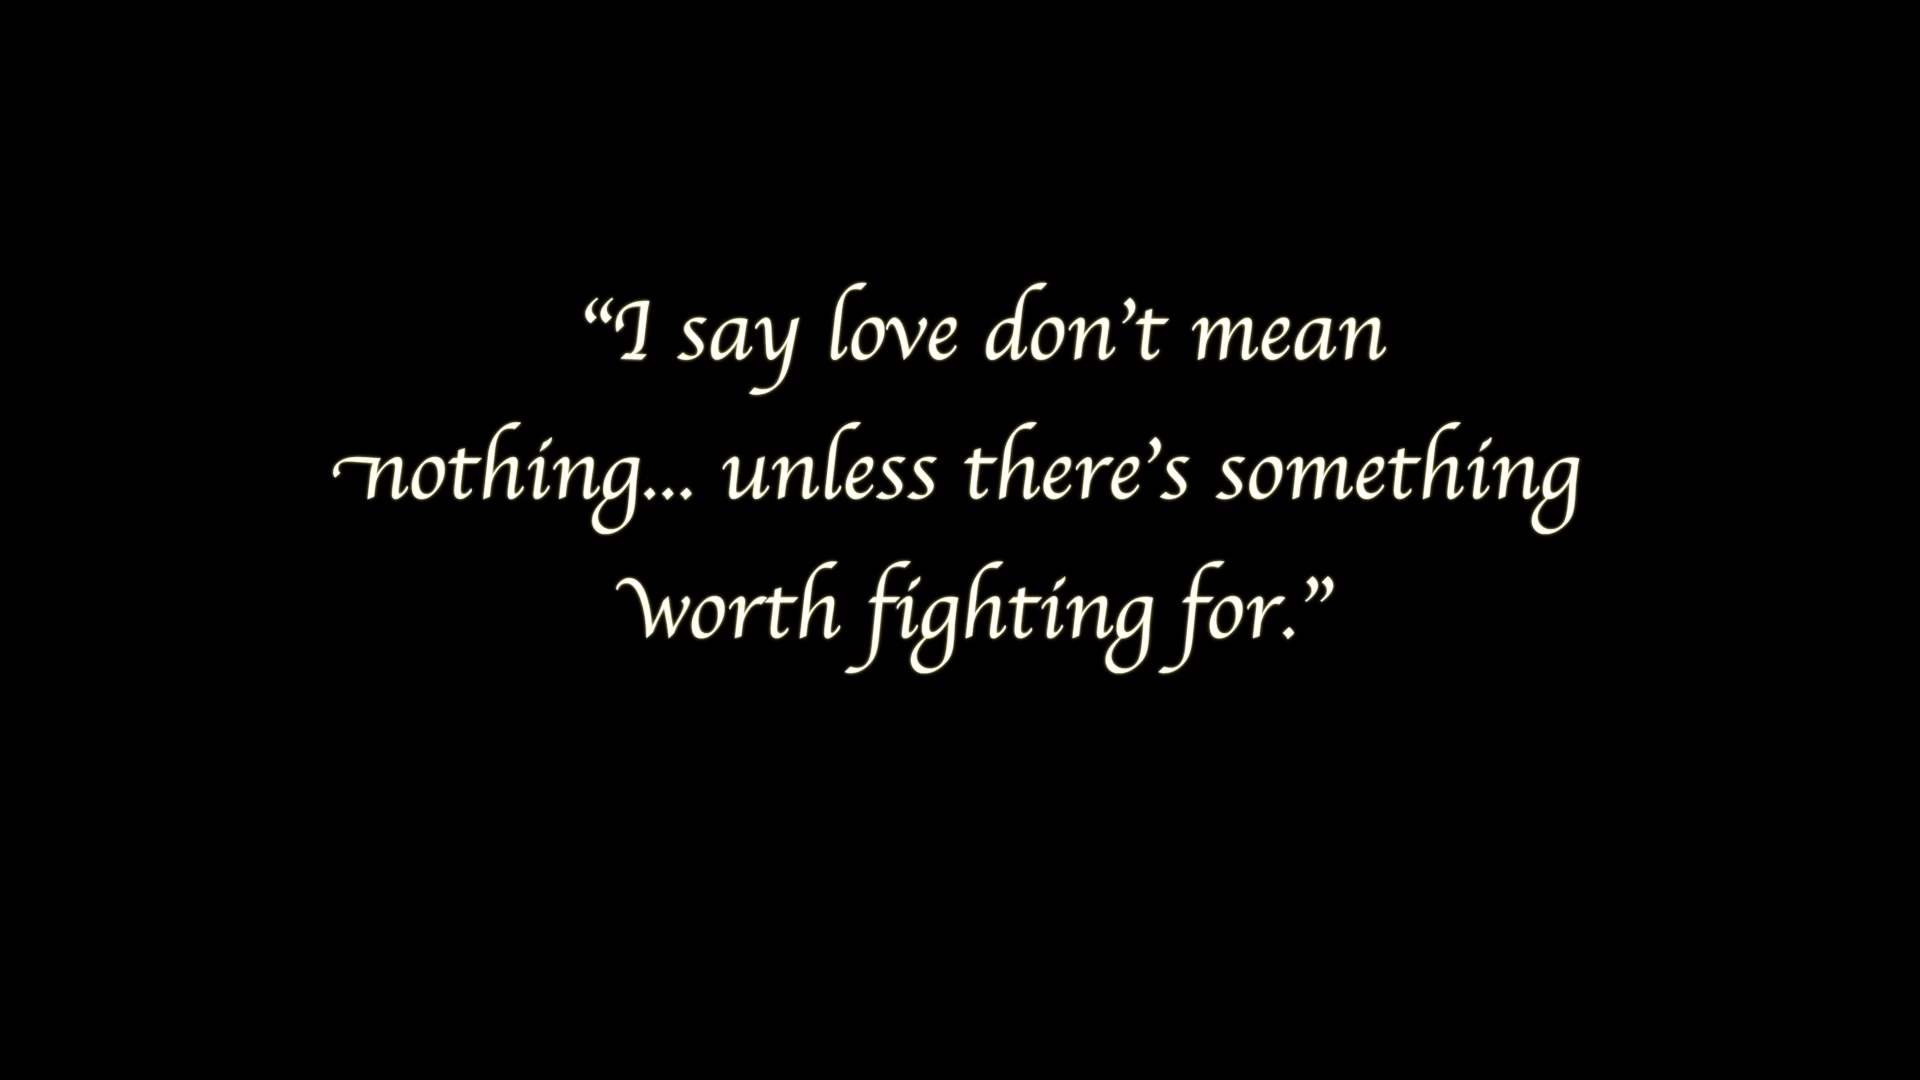 “I say love don’t mean
nothing... unless there’s something
worth fighting for.”